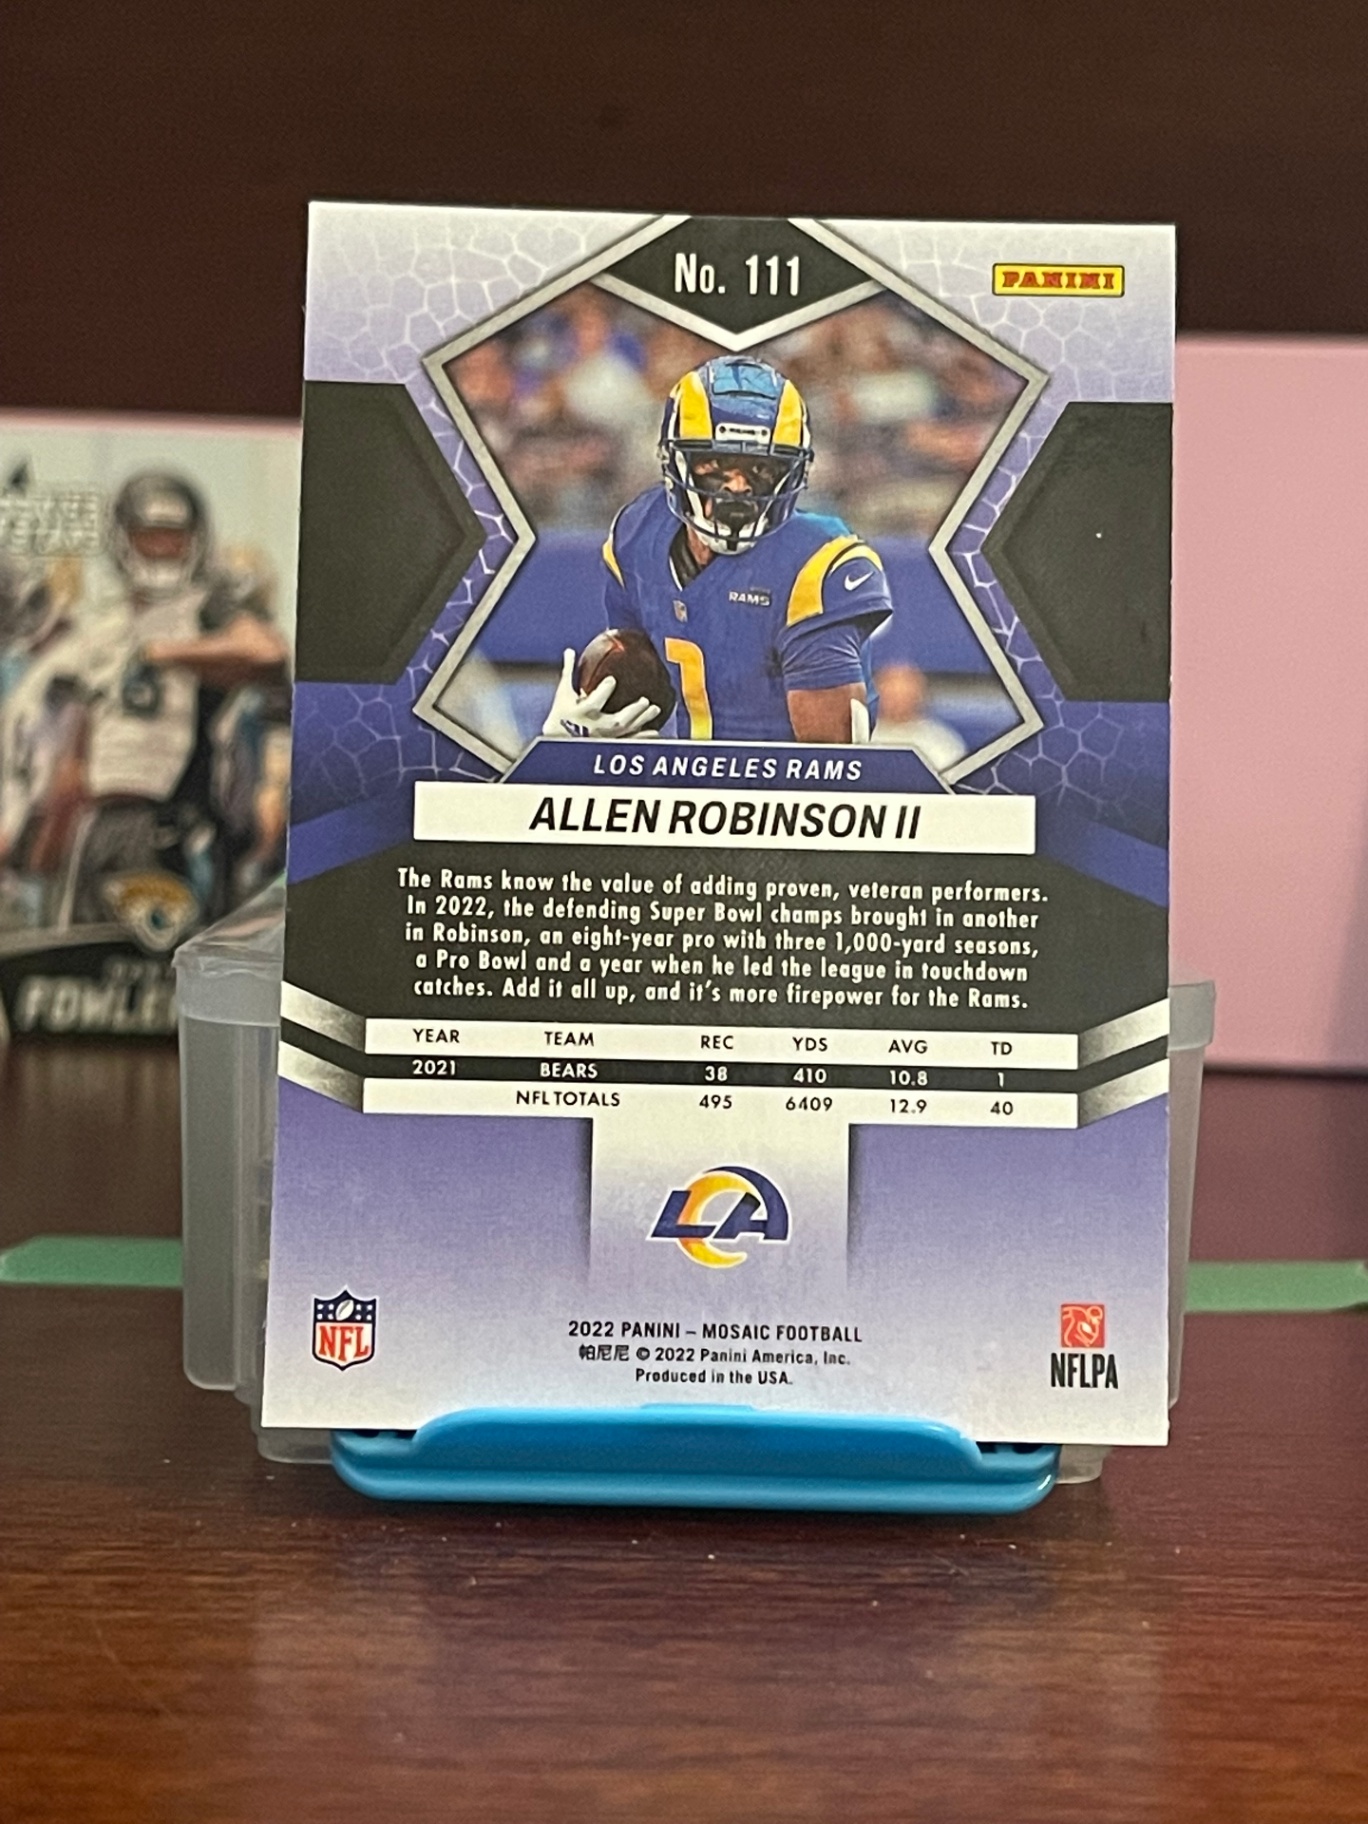 No. 111
PANINI
RAMS
1
LOS ANGELES RAMS
ALLEN ROBINSON II
The Rams know the value of adding proven, veteran performers.
In 2022, the defending Super Bowl champs brought in another
in Robinson, an eight-year pro with three 1,000-yard seasons,
a Pro Bowl and a year when he led the league in touchdown
catches. Add it all up, and it's more firepower for the Rams.
YEAR TEAM REC YDS AVG TD
2021 BEARS 38 410 10.8 1
NFL TOTALS 495 6409 12.9 40
LA
NFL
2022 PANINI – MOSAIC FOOTBALL
帕尼尼 © 2022 Panini America, Inc.
Produced in the USA.
NFLPA